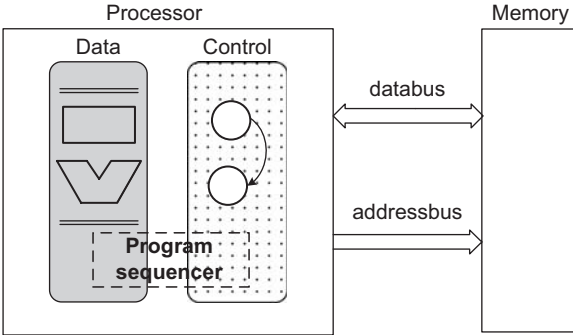 Processor
Memory
Data
Control
databus
addressbus
Program
sequencer